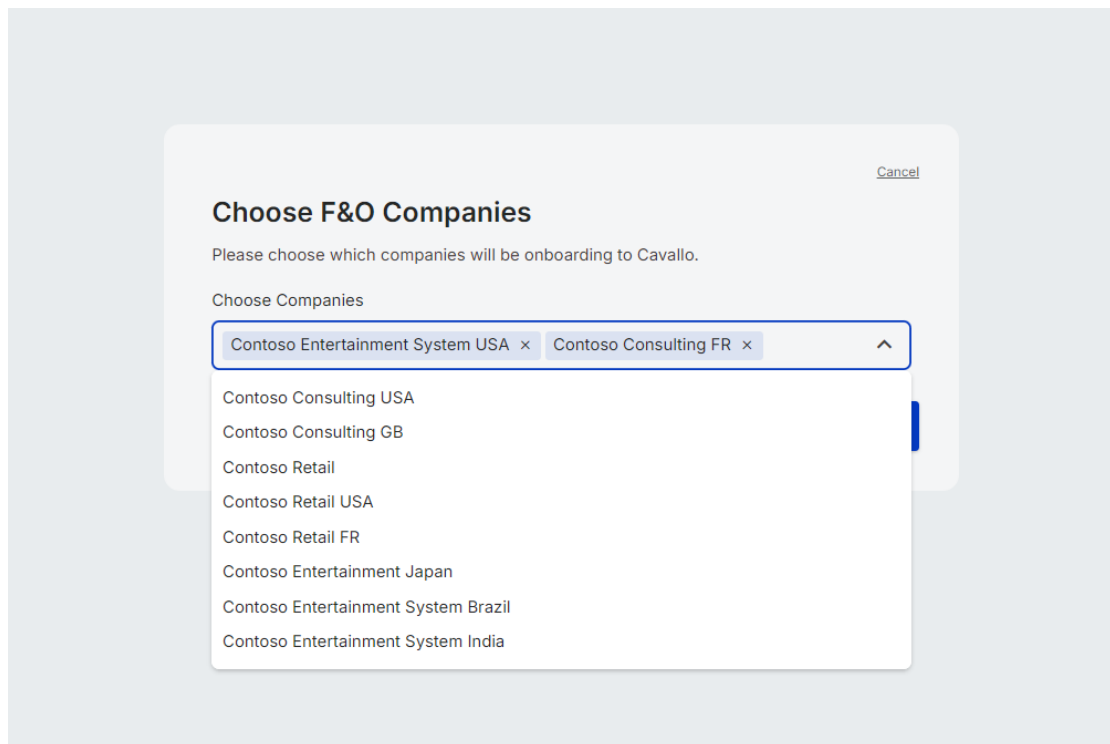 Cancel
Choose F&O Companies
Please choose which companies will be onboarding to Cavallo.
Choose Companies
Contoso Entertainment System USA × Contoso Consulting FR ×
Contoso Consulting USA
Contoso Consulting GB
Contoso Retail
Contoso Retail USA
Contoso Retail FR
Contoso Entertainment Japan
Contoso Entertainment System Brazil
Contoso Entertainment System India